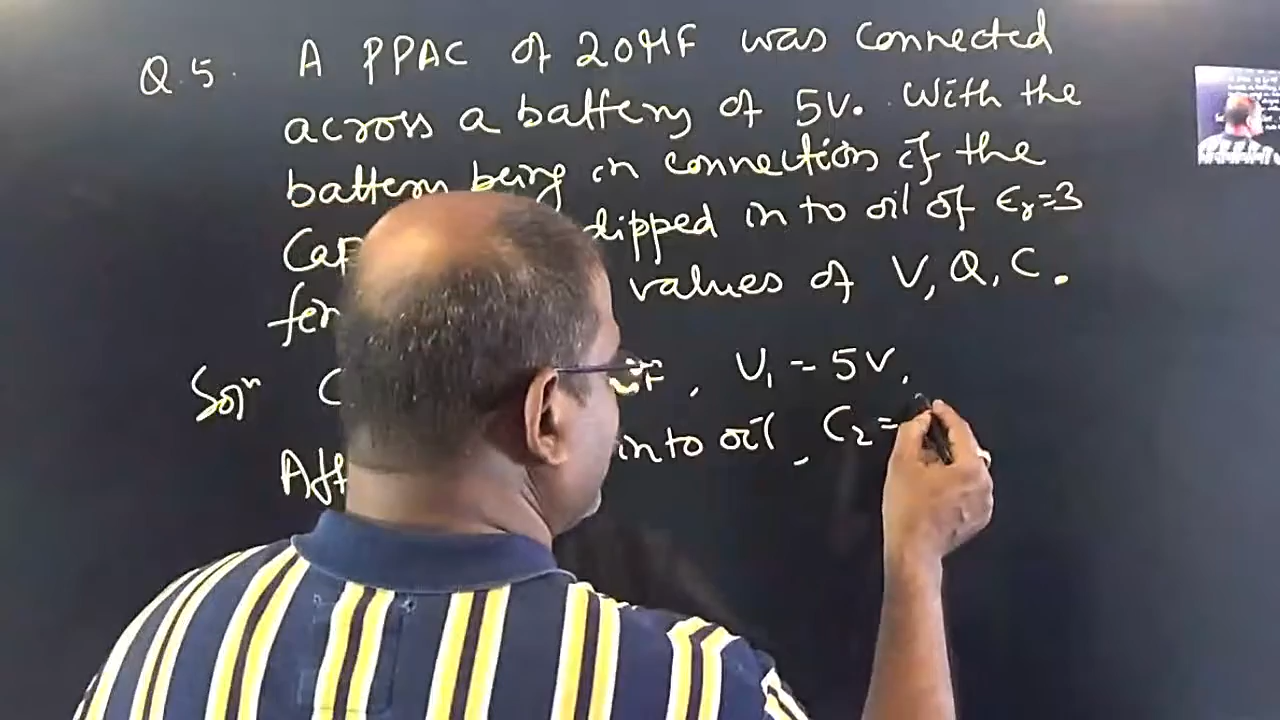 Q.5. A PPAC of 20μF was connected
across a battery of 5V. With the
battery being in connection if the
dipped in to oil of εr=3
values of V, Q, C.
Solⁿ C , V₁ = 5V,
into oil, C₂ =